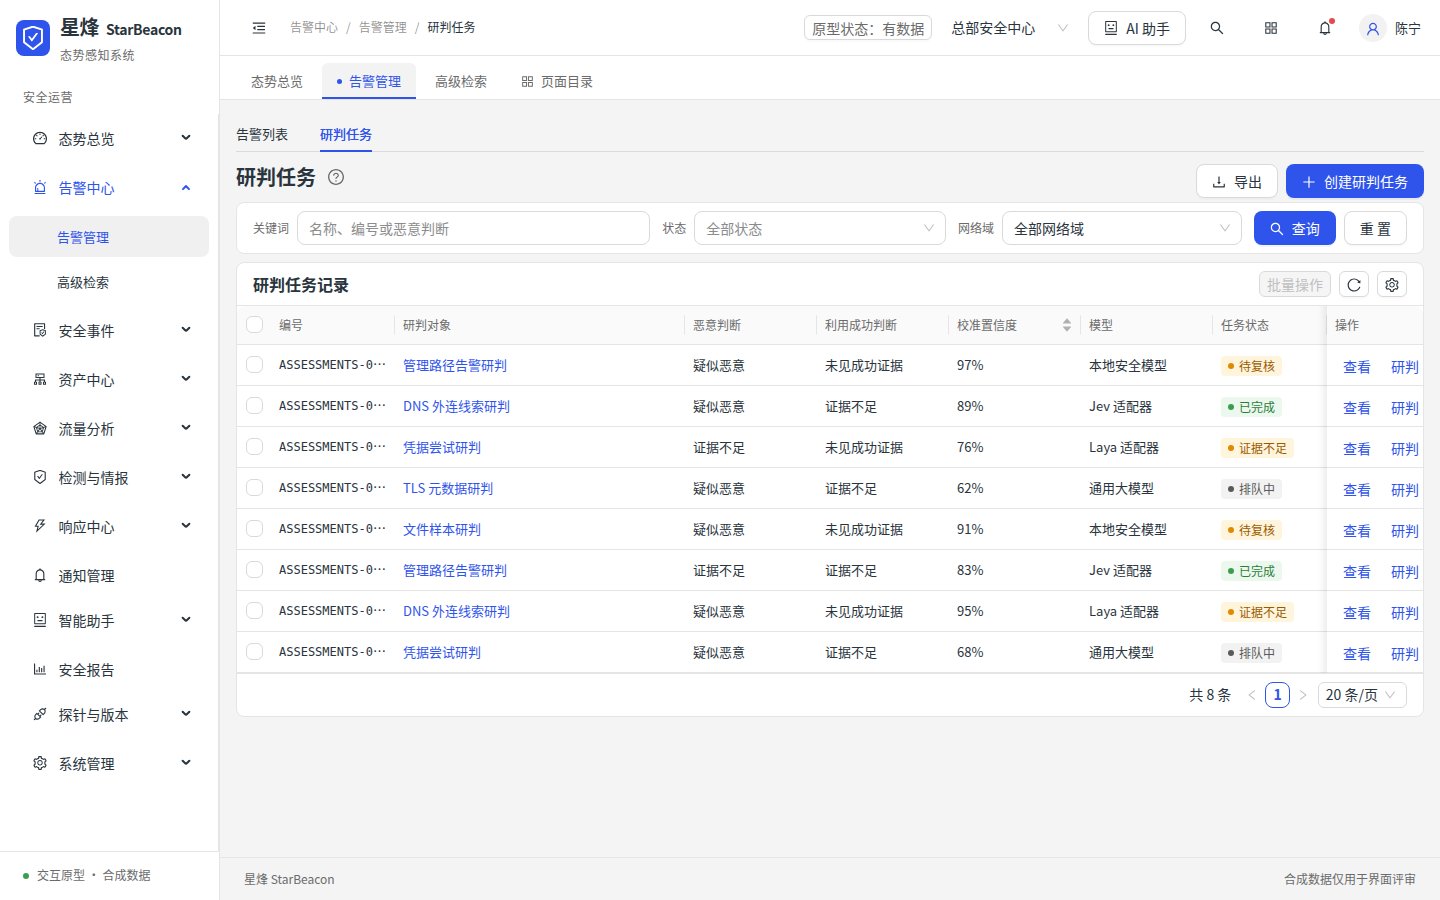 星烽 StarBeacon
态势感知系统
安全运营
态势总览
告警中心
告警管理
高级检索
安全事件
资产中心
流量分析
检测与情报
响应中心
通知管理
智能助手
安全报告
探针与版本
系统管理
交互原型 · 合成数据
告警中心 / 告警管理 / 研判任务
原型状态：有数据
总部安全中心
AI 助手
陈宁
态势总览
告警管理
高级检索
页面目录
告警列表
研判任务
研判任务
导出
创建研判任务
关键词 名称、编号或恶意判断 状态 全部状态 网络域 全部网络域 查询 重 置
研判任务记录
批量操作
编号 研判对象 恶意判断 利用成功判断 校准置信度 模型 任务状态 操作
ASSESSMENTS-0··· 管理路径告警研判 疑似恶意 未见成功证据 97% 本地安全模型 待复核 查看 研判
ASSESSMENTS-0··· DNS 外连线索研判 疑似恶意 证据不足 89% Jev 适配器 已完成 查看 研判
ASSESSMENTS-0··· 凭据尝试研判 证据不足 未见成功证据 76% Laya 适配器 证据不足 查看 研判
ASSESSMENTS-0··· TLS 元数据研判 疑似恶意 证据不足 62% 通用大模型 排队中 查看 研判
ASSESSMENTS-0··· 文件样本研判 疑似恶意 未见成功证据 91% 本地安全模型 待复核 查看 研判
ASSESSMENTS-0··· 管理路径告警研判 证据不足 证据不足 83% Jev 适配器 已完成 查看 研判
ASSESSMENTS-0··· DNS 外连线索研判 疑似恶意 未见成功证据 95% Laya 适配器 证据不足 查看 研判
ASSESSMENTS-0··· 凭据尝试研判 疑似恶意 证据不足 68% 通用大模型 排队中 查看 研判
共 8 条 1 20 条/页
星烽 StarBeacon
合成数据仅用于界面评审